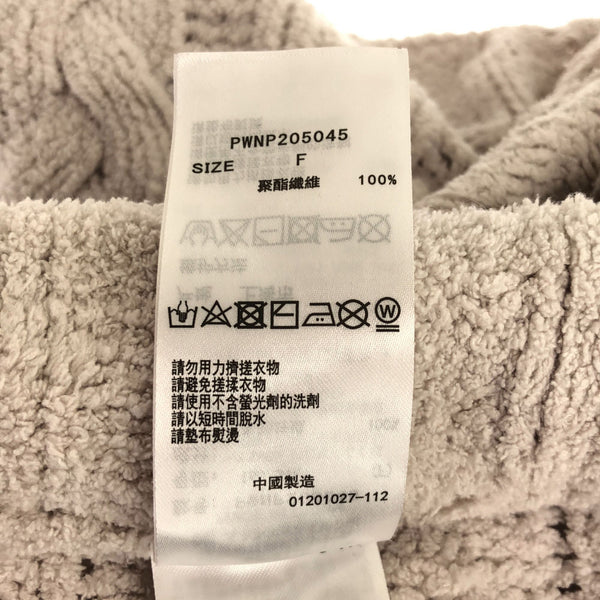 PWNP205045
SIZE F
聚酯纖維 100%
W
請勿用力擠搓衣物
請避免搓揉衣物
請使用不含螢光劑的洗劑
請以短時間脫水
請墊布熨燙
中國製造
01201027-112